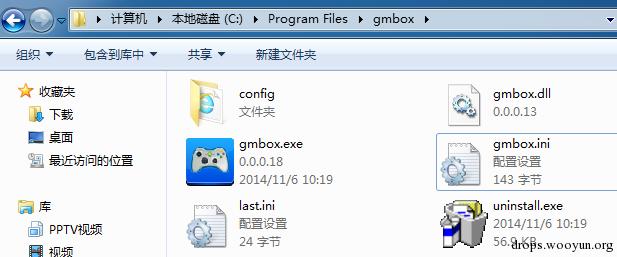 计算机 ▸ 本地磁盘 (C:) ▸ Program Files ▸ gmbox ▸
组织 ▾ 包含到库中 ▾ 共享 ▾ 新建文件夹
收藏夹
下载
桌面
最近访问的位置
库
PPTV视频
视频
config
文件夹
gmbox.dll
0.0.0.13
gmbox.exe
0.0.0.18
2014/11/6 10:19
gmbox.ini
配置设置
143 字节
last.ini
配置设置
24 字节
uninstall.exe
2014/11/6 10:19
56.9 KB
drops.wooyun.org